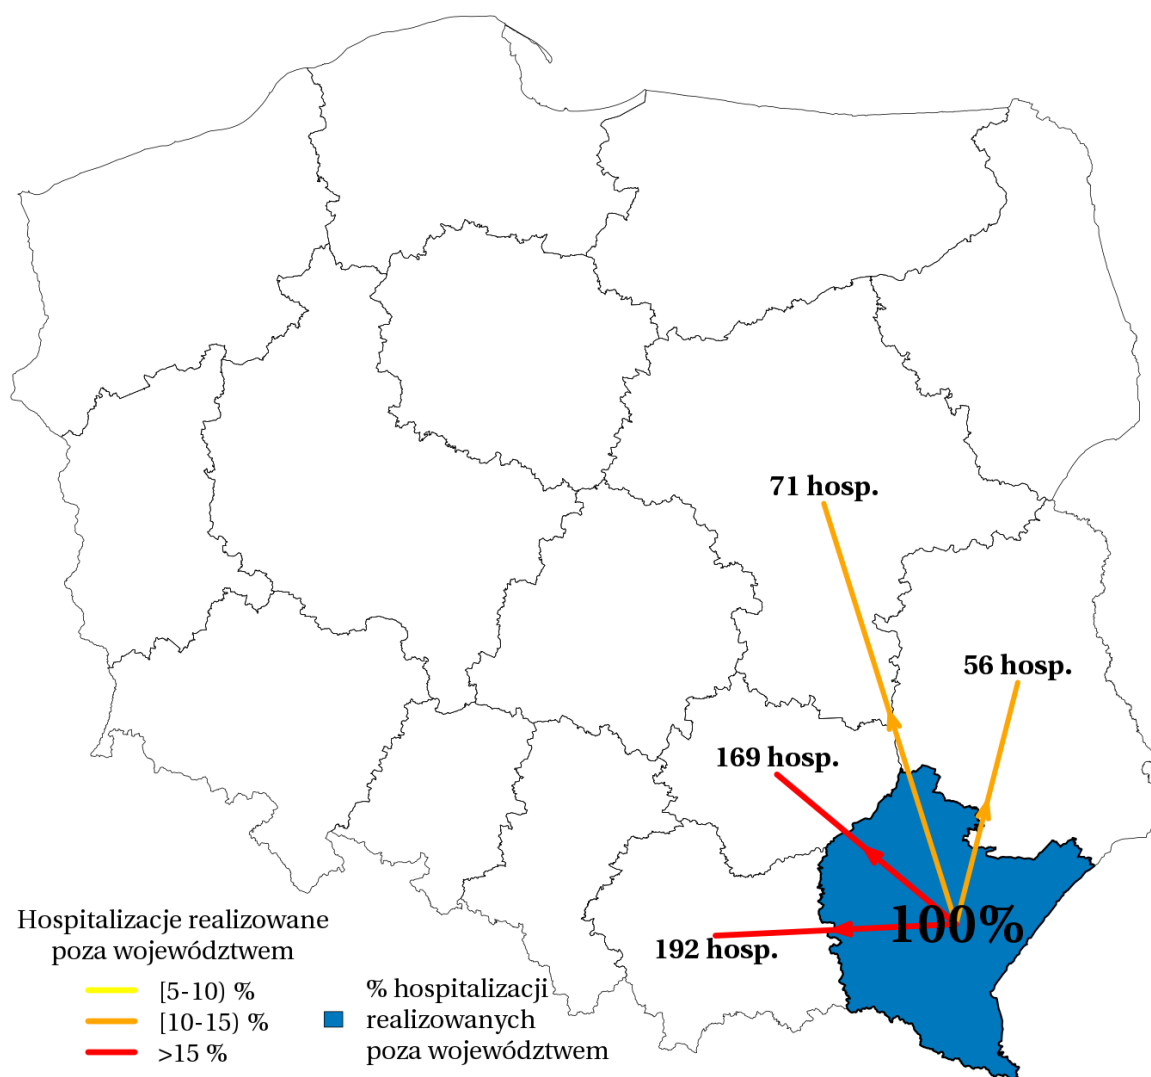 71 hosp.
56 hosp.
169 hosp.
100%
192 hosp.
Hospitalizacje realizowane
poza województwem
[5-10) %
[10-15) %
>15 %
% hospitalizacji
realizowanych
poza województwem